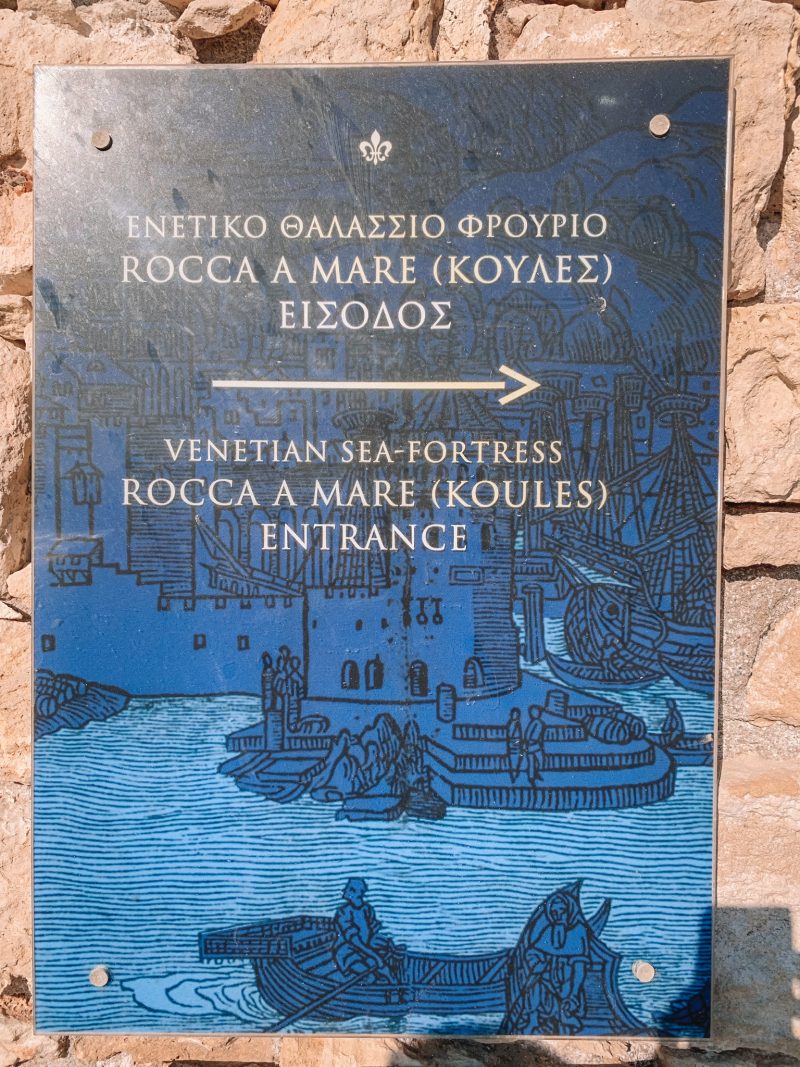 ΕΝΕΤΙΚΟ ΘΑΛΑΣΣΙΟ ΦΡΟΥΡΙΟ
ROCCA A MARE (ΚΟΥΛΕΣ)
ΕΙΣΟΔΟΣ
VENETIAN SEA-FORTRESS
ROCCA A MARE (KOULES)
ENTRANCE